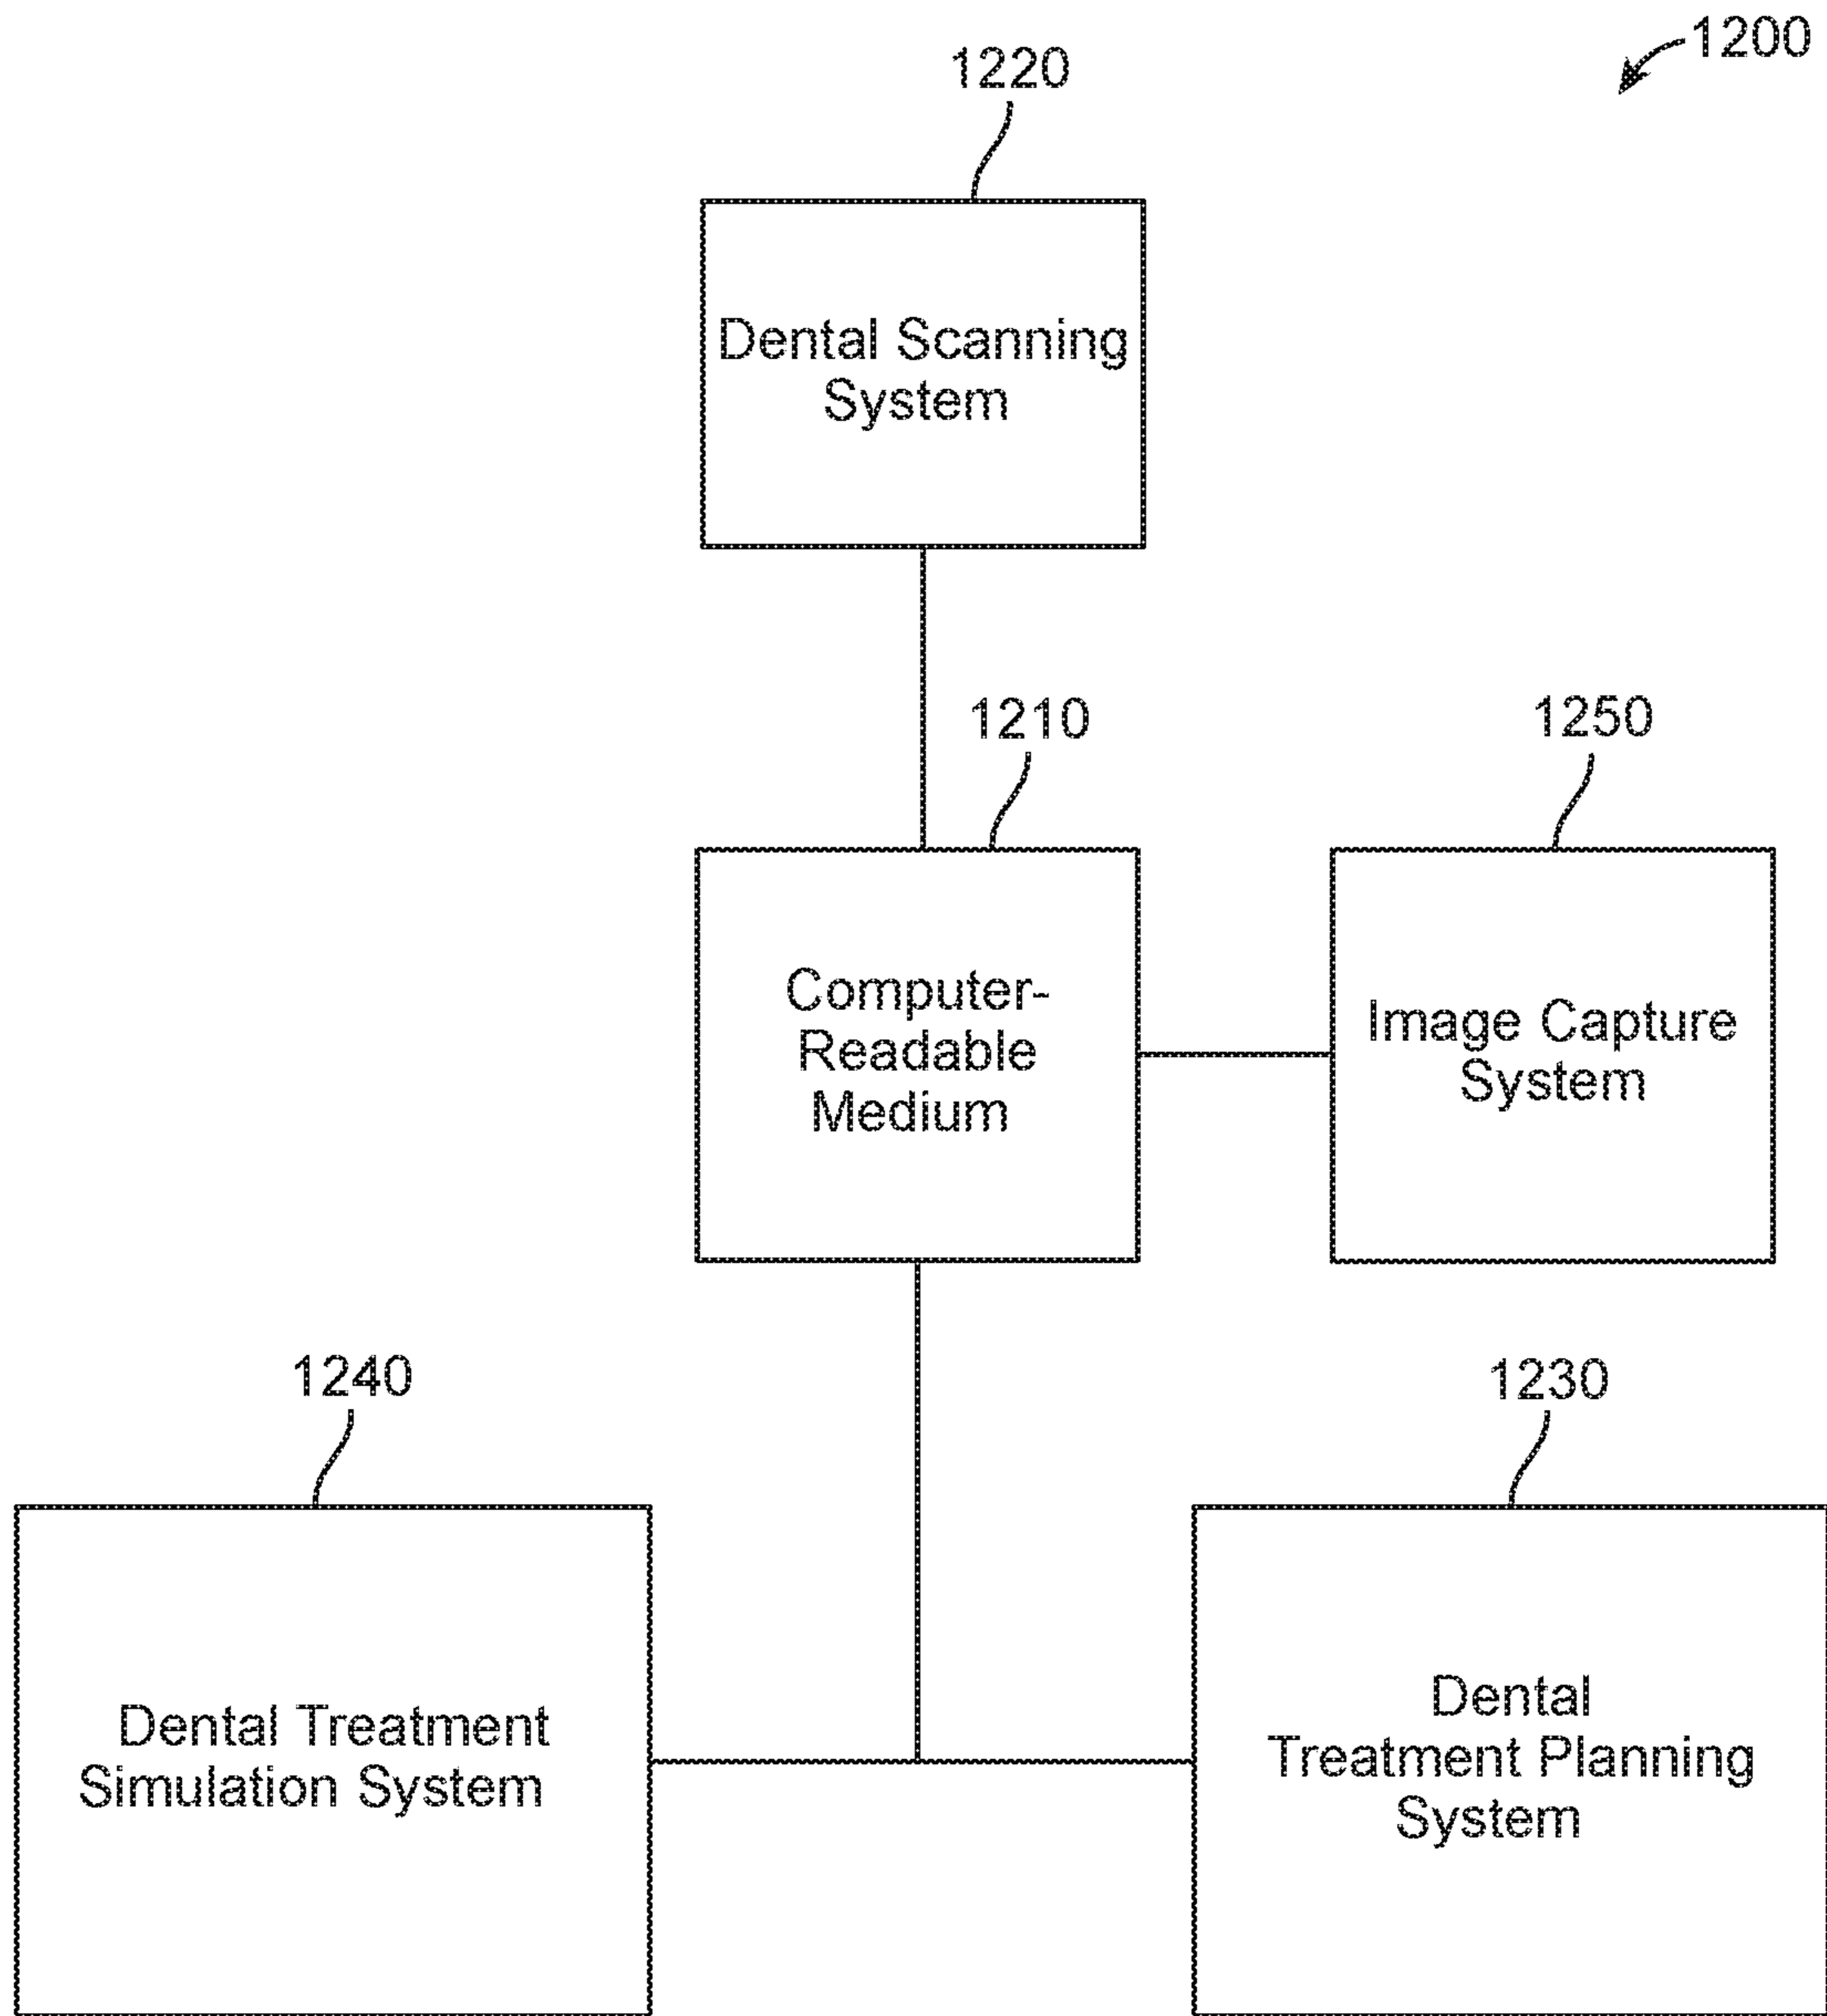 1200
1220
Dental Scanning
System
1210
1250
Computer-
Readable
Medium
Image Capture
System
1240
1230
Dental Treatment
Simulation System
Dental
Treatment Planning
System